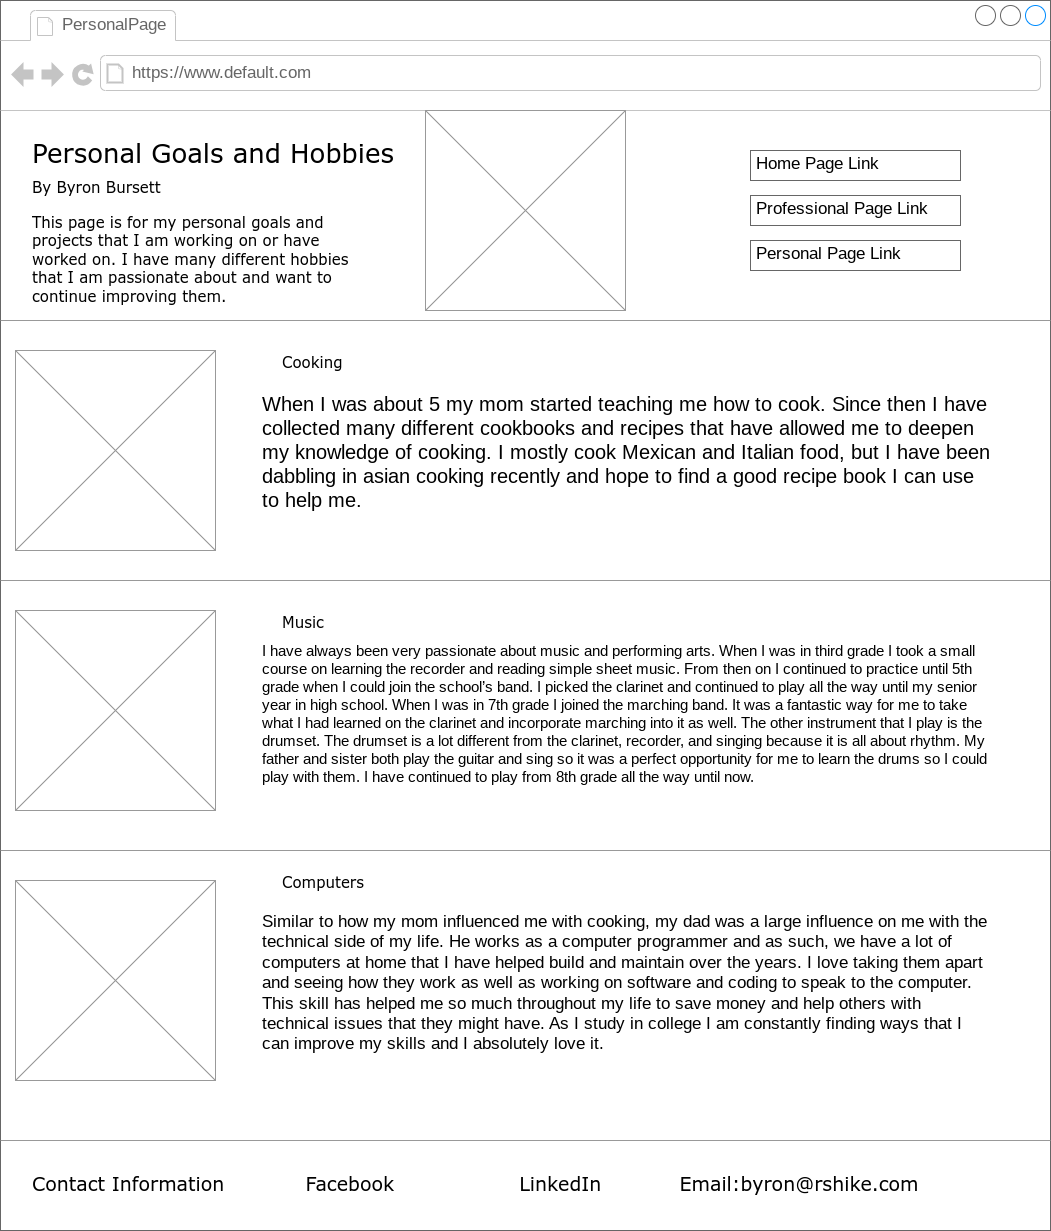 PersonalPage
https://www.default.com
Personal Goals and Hobbies
By Byron Bursett
This page is for my personal goals and
projects that I am working on or have
worked on. I have many different hobbies
that I am passionate about and want to
continue improving them.
Home Page Link
Professional Page Link
Personal Page Link
Cooking
When I was about 5 my mom started teaching me how to cook. Since then I have
collected many different cookbooks and recipes that have allowed me to deepen
my knowledge of cooking. I mostly cook Mexican and Italian food, but I have been
dabbling in asian cooking recently and hope to find a good recipe book I can use
to help me.
Music
I have always been very passionate about music and performing arts. When I was in third grade I took a small
course on learning the recorder and reading simple sheet music. From then on I continued to practice until 5th
grade when I could join the school's band. I picked the clarinet and continued to play all the way until my senior
year in high school. When I was in 7th grade I joined the marching band. It was a fantastic way for me to take
what I had learned on the clarinet and incorporate marching into it as well. The other instrument that I play is the
drumset. The drumset is a lot different from the clarinet, recorder, and singing because it is all about rhythm. My
father and sister both play the guitar and sing so it was a perfect opportunity for me to learn the drums so I could
play with them. I have continued to play from 8th grade all the way until now.
Computers
Similar to how my mom influenced me with cooking, my dad was a large influence on me with the
technical side of my life. He works as a computer programmer and as such, we have a lot of
computers at home that I have helped build and maintain over the years. I love taking them apart
and seeing how they work as well as working on software and coding to speak to the computer.
This skill has helped me so much throughout my life to save money and help others with
technical issues that they might have. As I study in college I am constantly finding ways that I
can improve my skills and I absolutely love it.
Contact Information
Facebook
LinkedIn
Email:byron@rshike.com